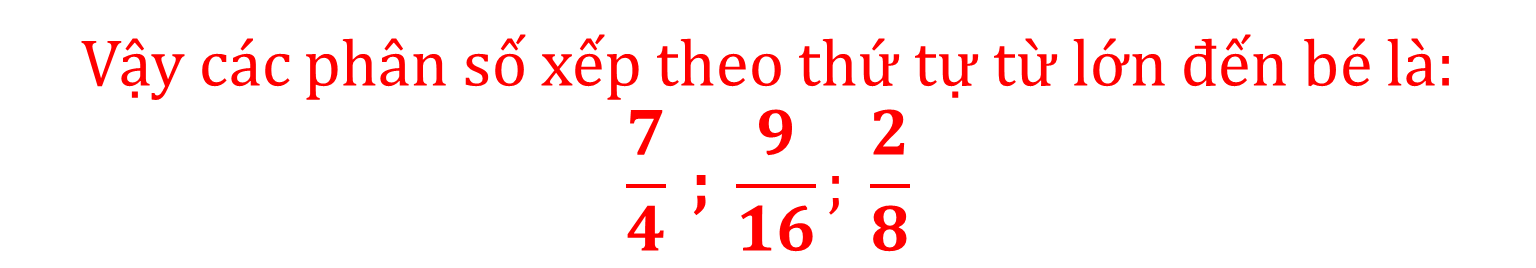 Vậy các phân số xếp theo thứ tự từ lớn đến bé là:
7/4 ; 9/16 ; 2/8